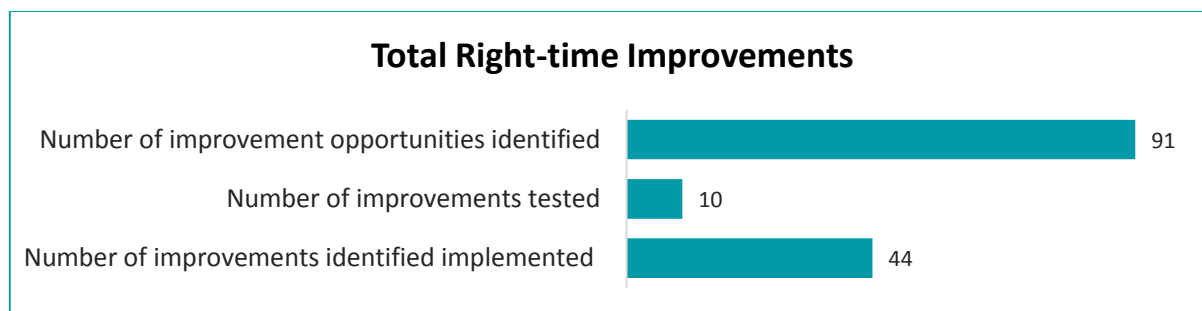 Total Right-time Improvements
Number of improvement opportunities identified 91
Number of improvements tested 10
Number of improvements identified implemented 44